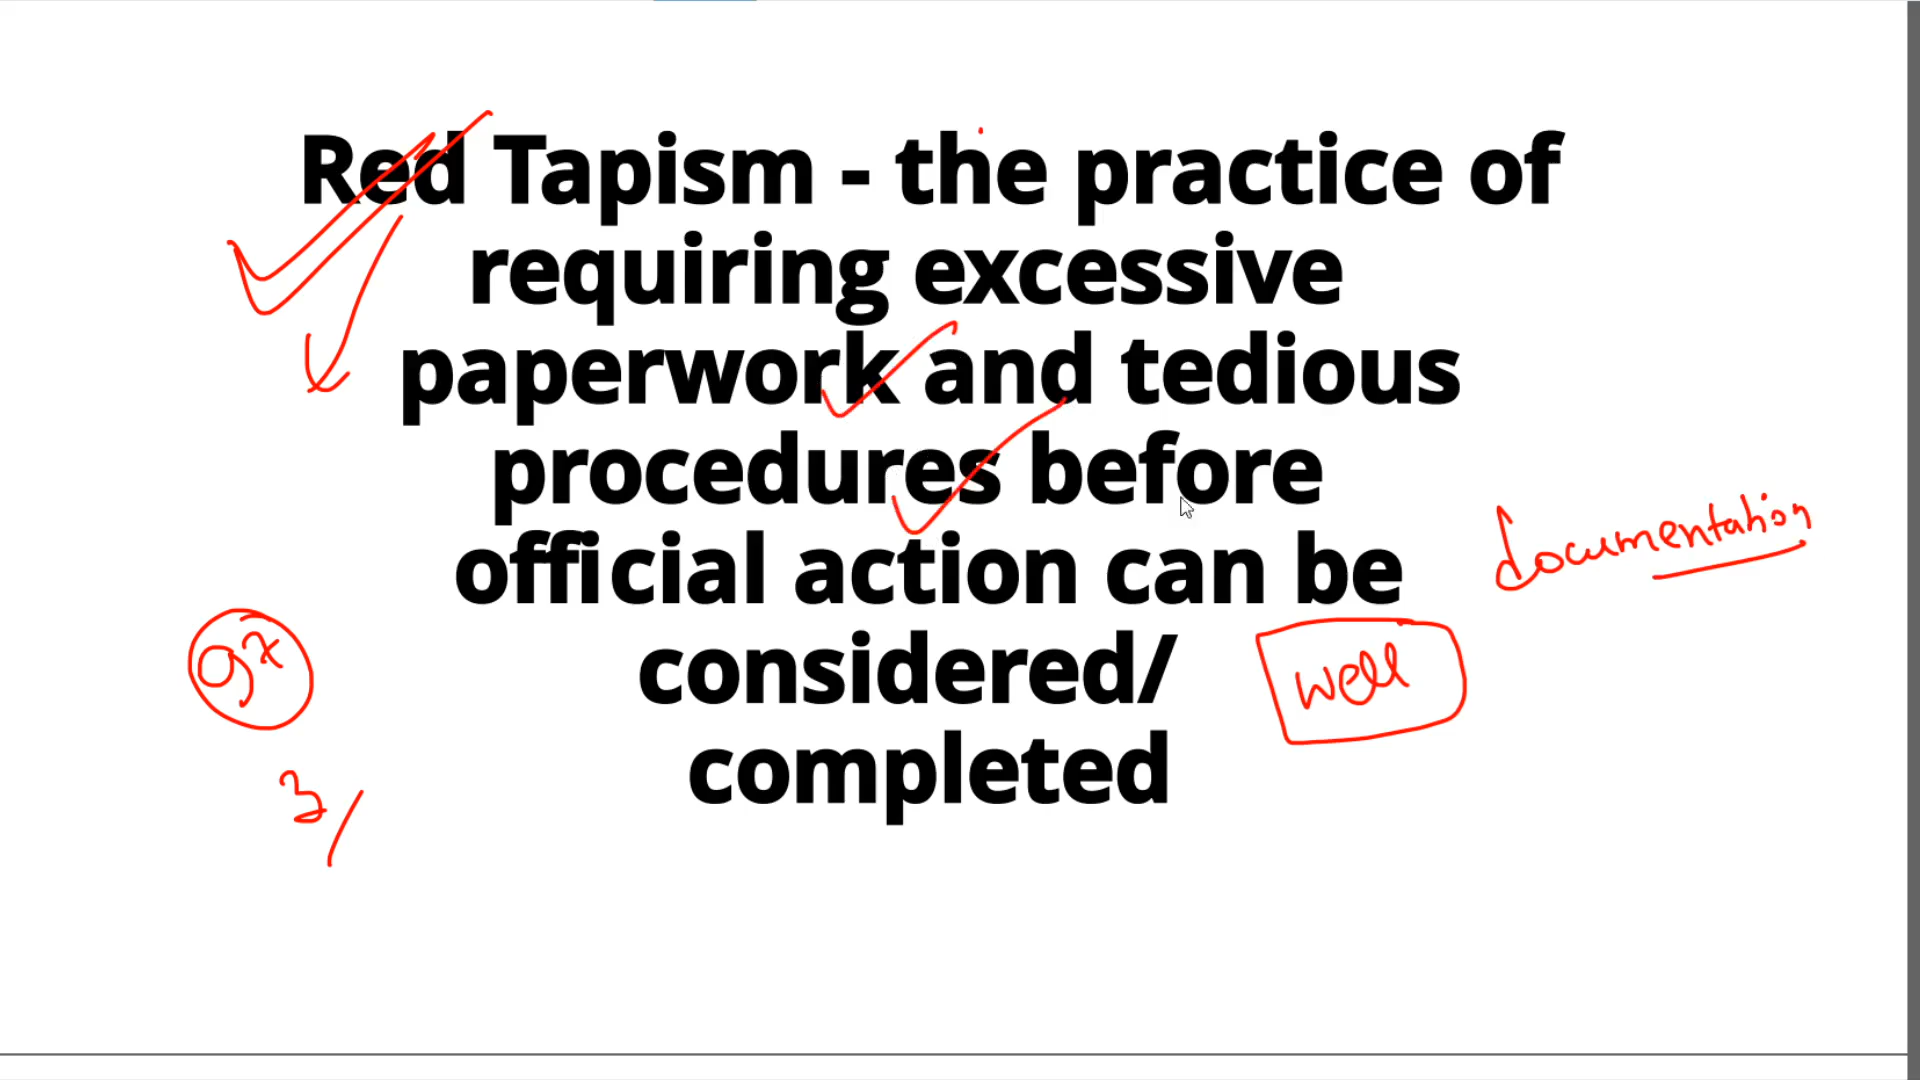 Red Tapism - the practice of
requiring excessive
paperwork and tedious
procedures before
documentation
official action can be
considered/
well
completed